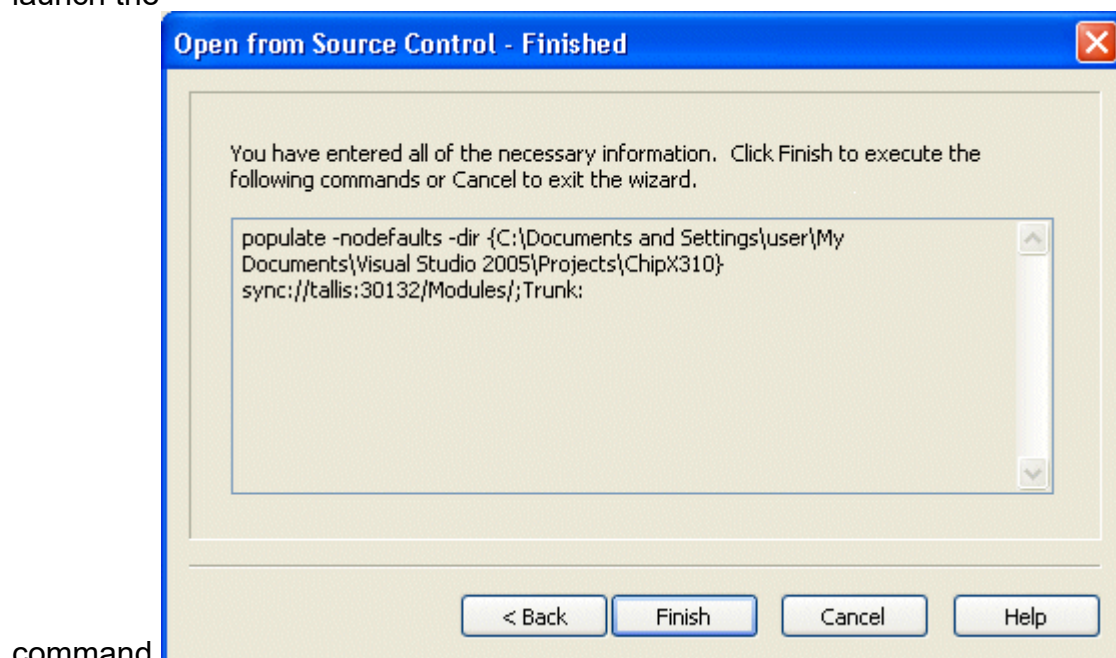 launch the
Open from Source Control - Finished
You have entered all of the necessary information.  Click Finish to execute the
following commands or Cancel to exit the wizard.
populate -nodefaults -dir {C:\Documents and Settings\user\My
Documents\Visual Studio 2005\Projects\ChipX310}
sync://tallis:30132/Modules/;Trunk:
< Back
Finish
Cancel
Help
command